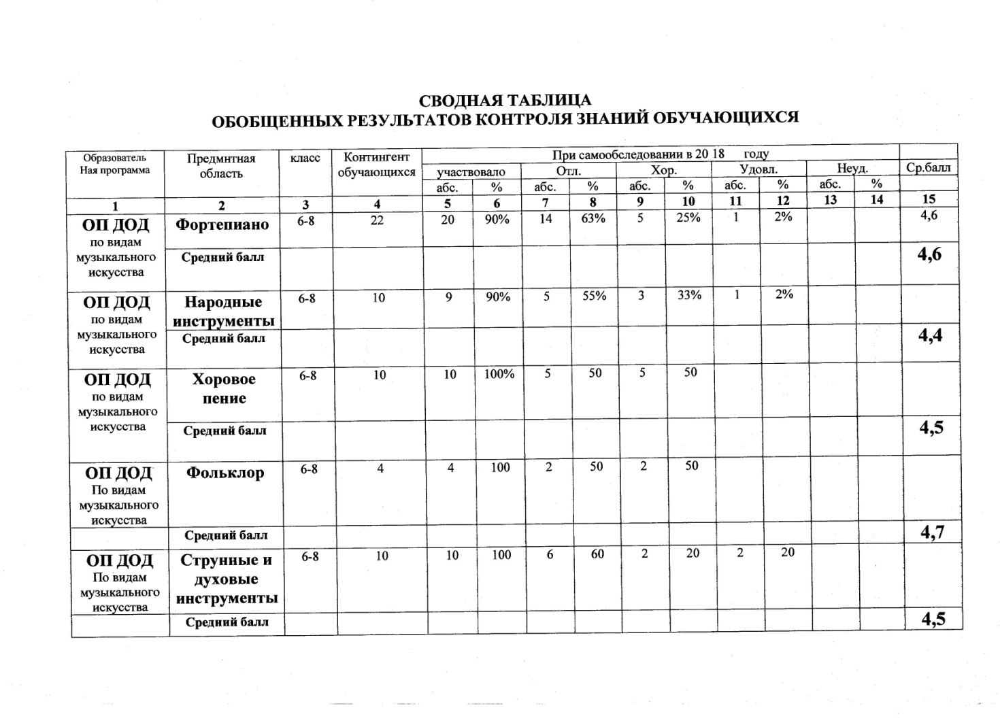 СВОДНАЯ ТАБЛИЦА
ОБОБЩЕННЫХ РЕЗУЛЬТАТОВ КОНТРОЛЯ ЗНАНИЙ ОБУЧАЮЩИХСЯ
Образователь Предмнтная класс Контингент При самообследовании в 20 18 году
Ная программа область обучающихся участвовало Отл. Хор. Удовл. Неуд. Ср.балл
абс. % абс. % абс. % абс. % абс. %
1 2 3 4 5 6 7 8 9 10 11 12 13 14 15
ОП ДОД Фортепиано 6-8 22 20 90% 14 63% 5 25% 1 2% 4,6
по видам
музыкального Средний балл 4,6
искусства
ОП ДОД Народные 6-8 10 9 90% 5 55% 3 33% 1 2%
по видам инструменты
музыкального Средний балл 4,4
искусства
ОП ДОД Хоровое 6-8 10 10 100% 5 50 5 50
по видам пение
музыкального
искусства Средний балл 4,5
ОП ДОД Фольклор 6-8 4 4 100 2 50 2 50
По видам
музыкального
искусства
Средний балл 4,7
ОП ДОД Струнные и 6-8 10 10 100 6 60 2 20 2 20
По видам духовые
музыкального инструменты
искусства
Средний балл 4,5